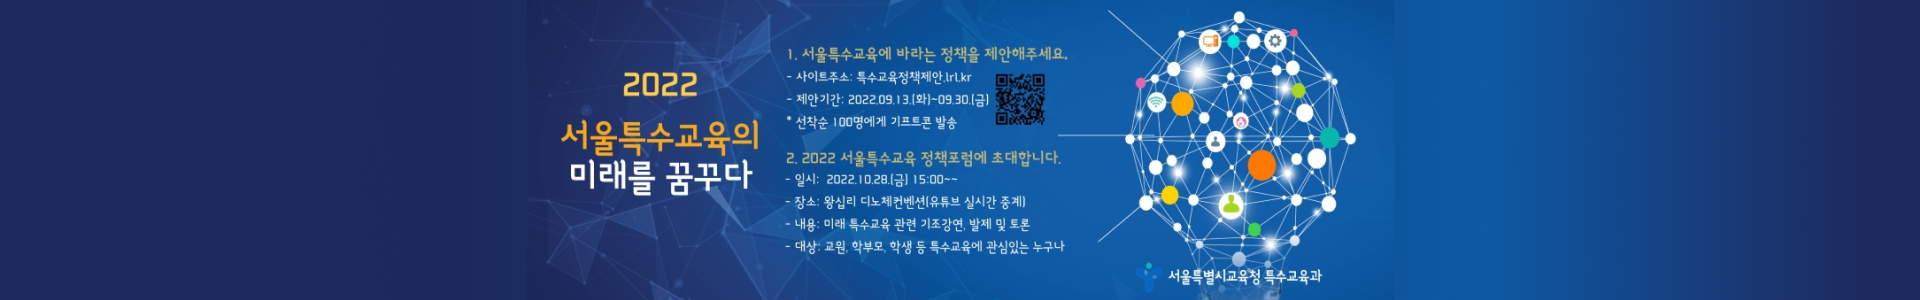 2022
서울특수교육의
미래를 꿈꾸다
1. 서울특수교육에 바라는 정책을 제안해주세요.
- 사이트주소: 특수교육정책제안.lrl.kr
- 제안기간: 2022.09.13.(화)~09.30.(금)
* 선착순 100명에게 기프트콘 발송
2. 2022 서울특수교육 정책포럼에 초대합니다.
- 일시: 2022.10.28.(금) 15:00~~
- 장소: 왕십리 디노체컨벤션(유튜브 실시간 중계)
- 내용: 미래 특수교육 관련 기조강연, 발제 및 토론
- 대상: 교원, 학부모, 학생 등 특수교육에 관심있는 누구나
서울특별시교육청 특수교육과